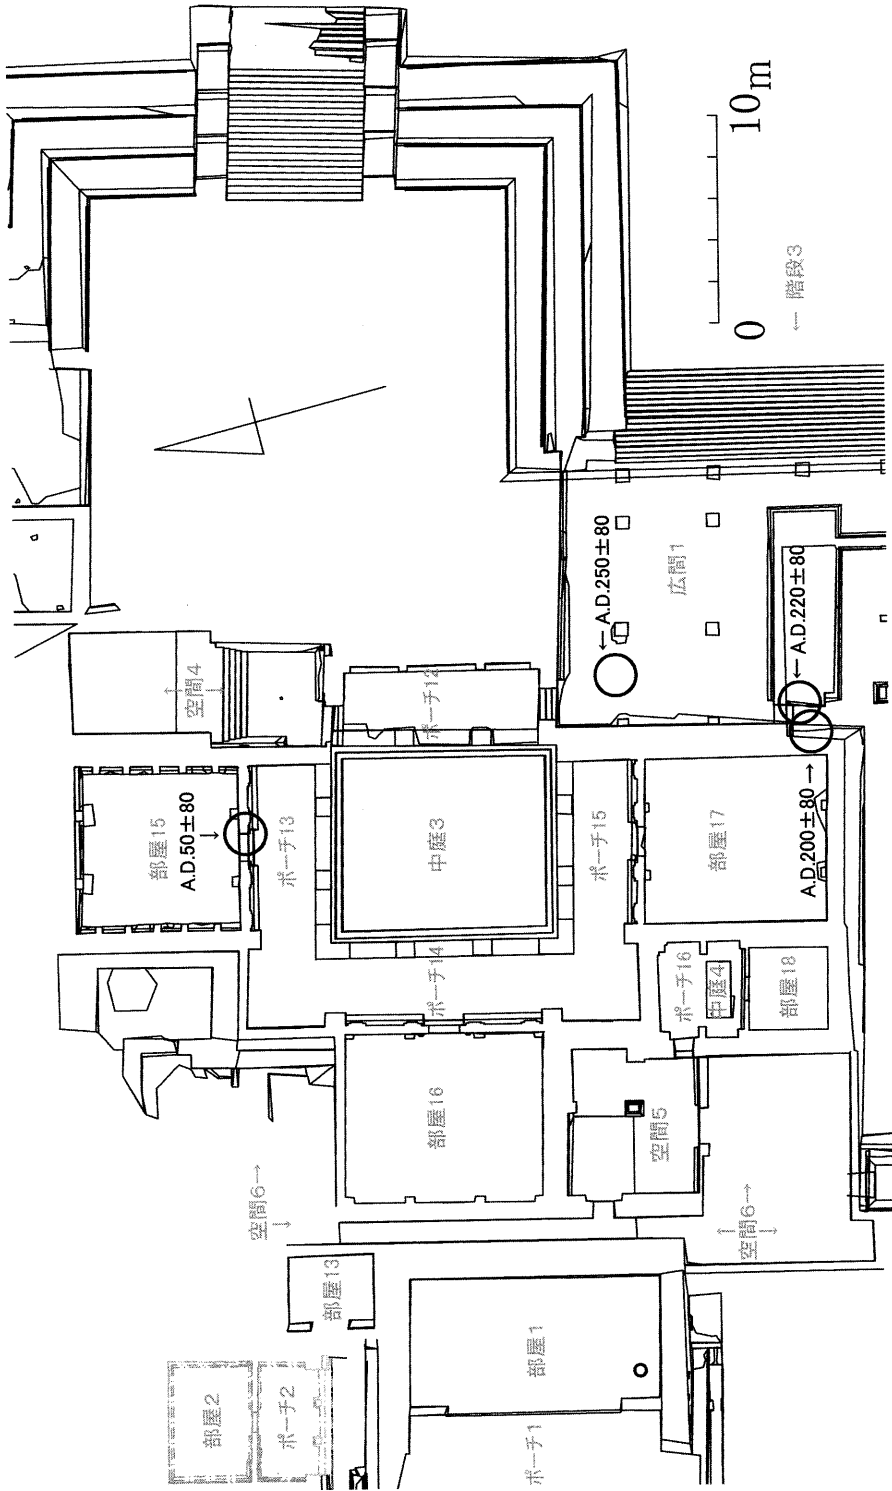 10m
0
← 階段3
← A.D.250±80
広間1
← A.D.220±80
空間4
ポーチ12
部屋15
A.D.50±80→
ポーチ13
中庭3
ポーチ15
部屋17
A.D.200±80→
ポーチ14
ポーチ16
中庭4
部屋18
部屋16
空間5
空間6→
空間6→
部屋13
部屋1
部屋2
ポーチ2
ポーチ1